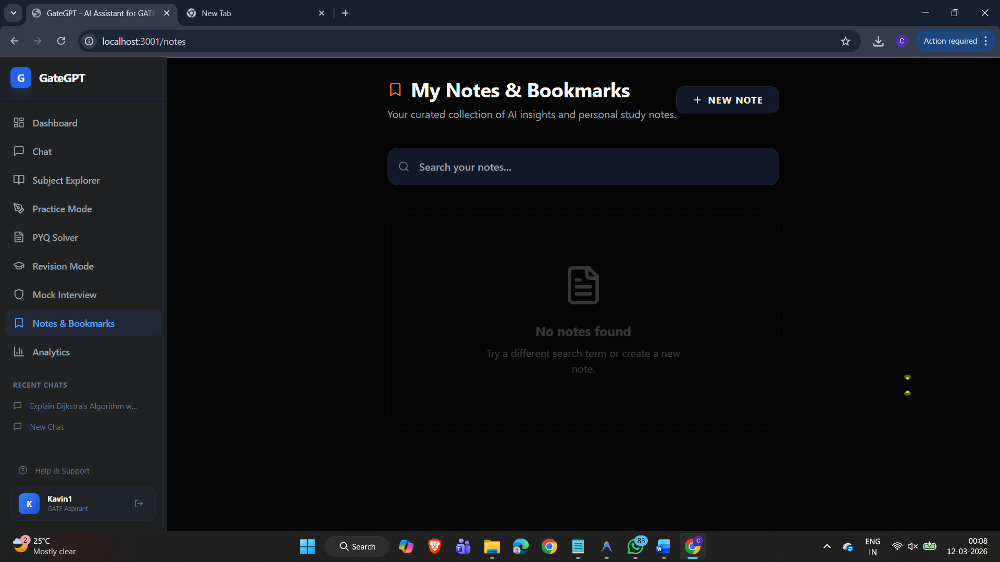 GateGPT - AI Assistant for GATE
New Tab
localhost:3001/notes
C
Action required
G
GateGPT
Dashboard
Chat
Subject Explorer
Practice Mode
PYQ Solver
Revision Mode
Mock Interview
Notes & Bookmarks
Analytics
RECENT CHATS
Explain Dijkstra's Algorithm w...
New Chat
Help & Support
K
Kavin1
GATE Aspirant
My Notes & Bookmarks
Your curated collection of AI insights and personal study notes.
+ NEW NOTE
Search your notes...
No notes found
Try a different search term or create a new
note.
2
25°C
Mostly clear
Search
T
83
W
C
ENG
IN
00:08
12-03-2026